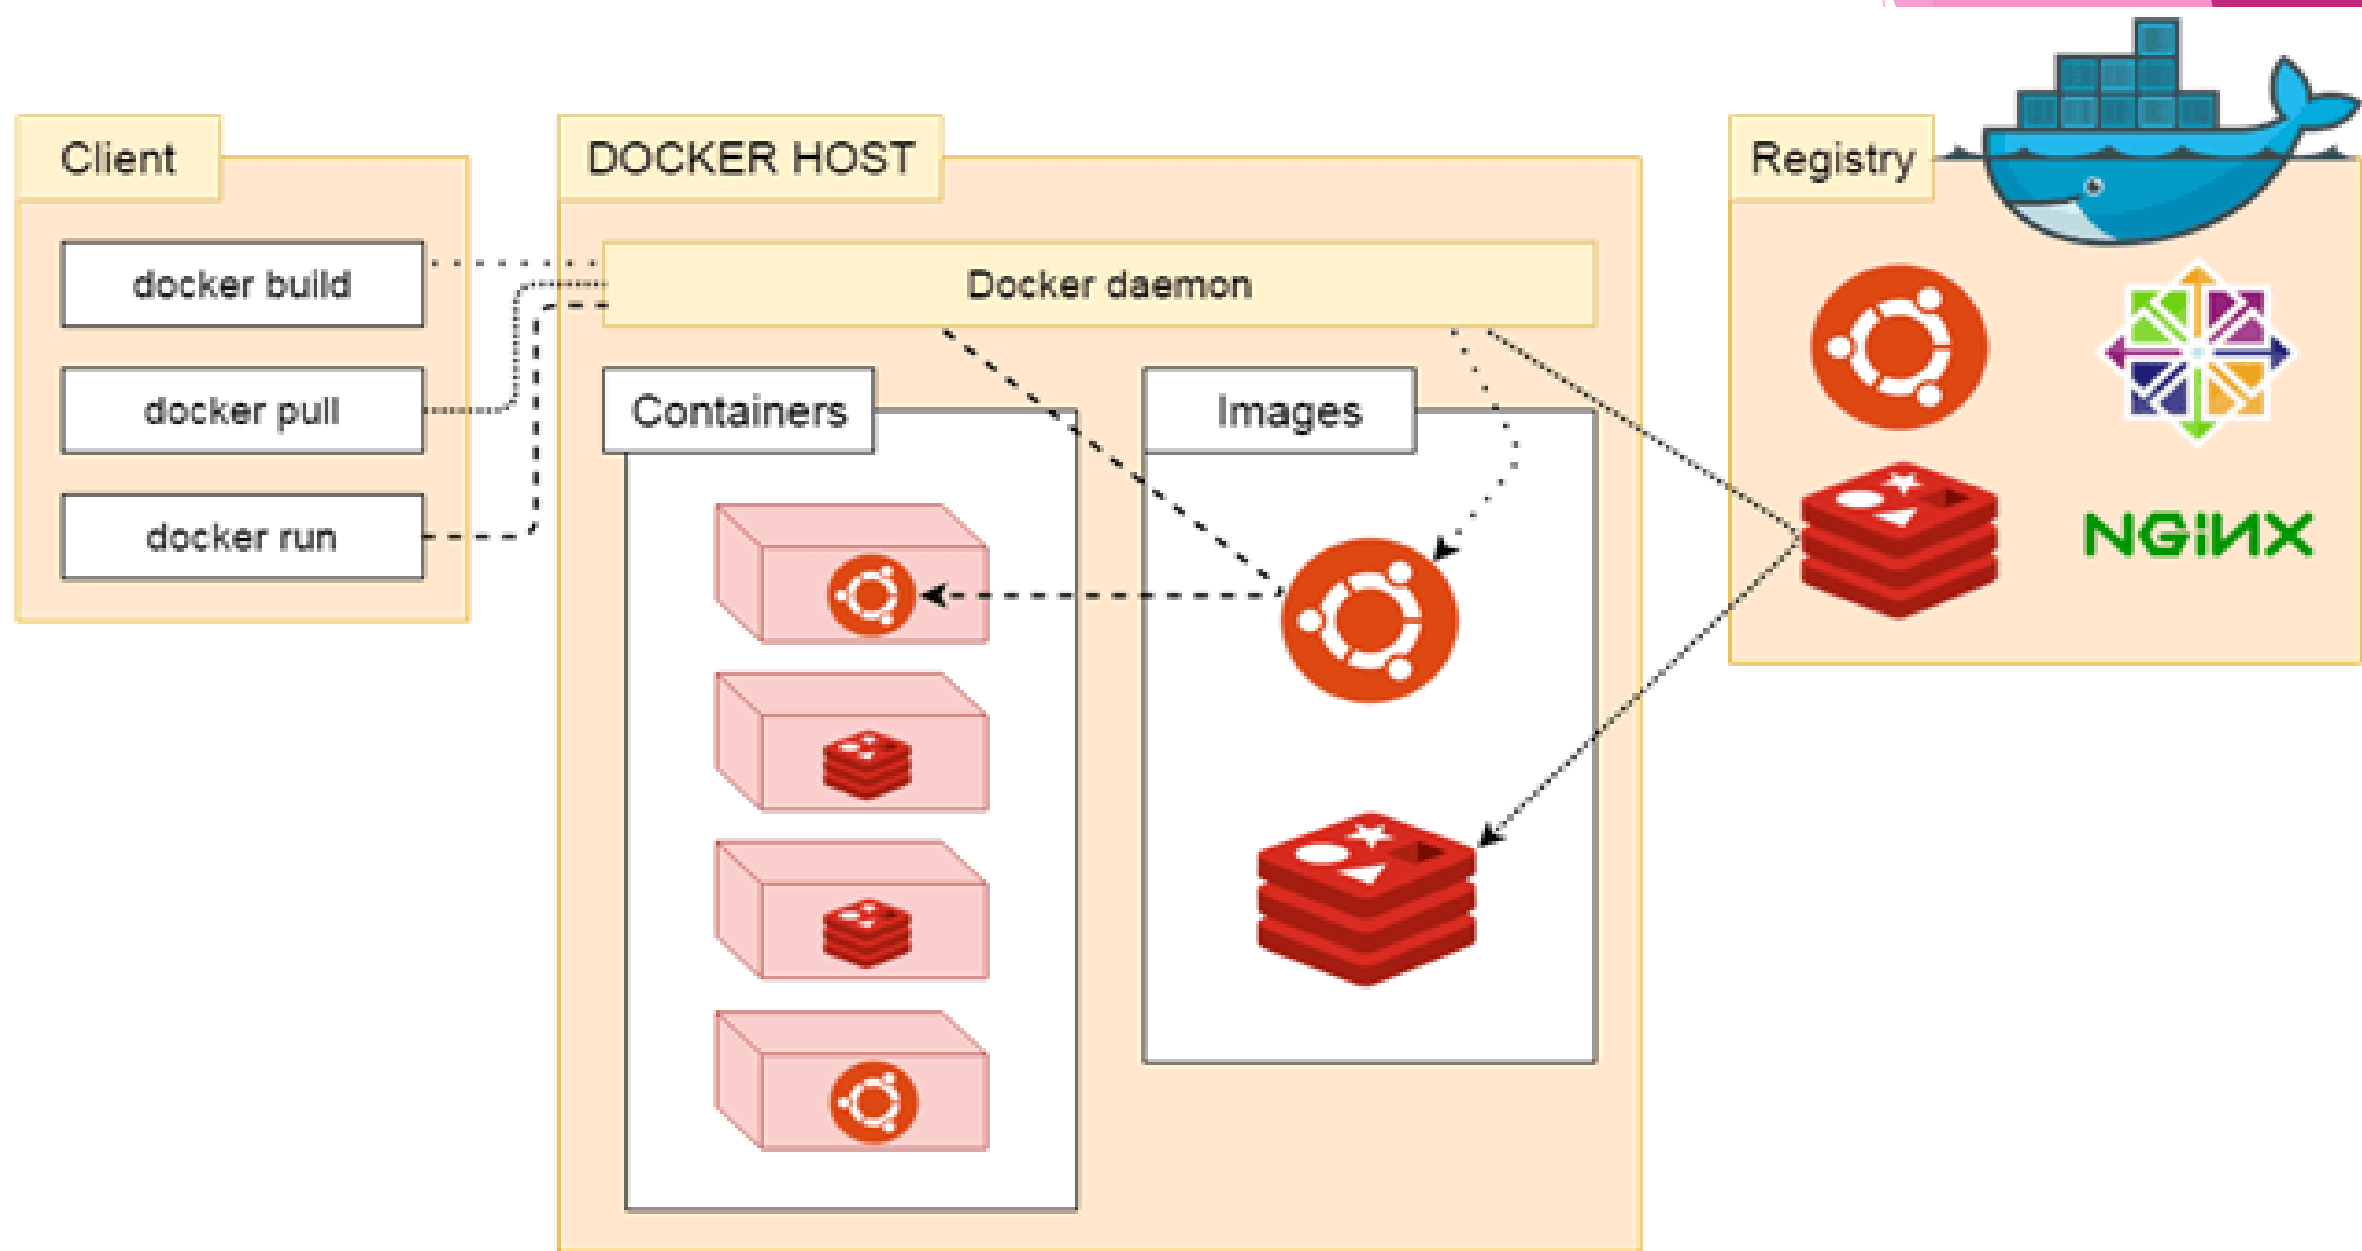 Client
docker build
docker pull
docker run
DOCKER HOST
Docker daemon
Containers
Images
Registry
NGiNX